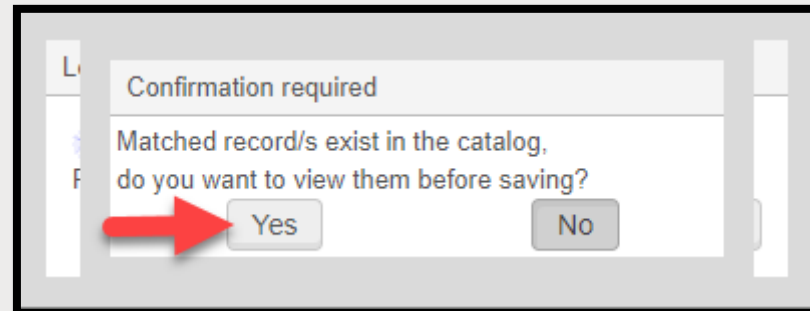 Confirmation required
Matched record/s exist in the catalog,
do you want to view them before saving?
Yes
No